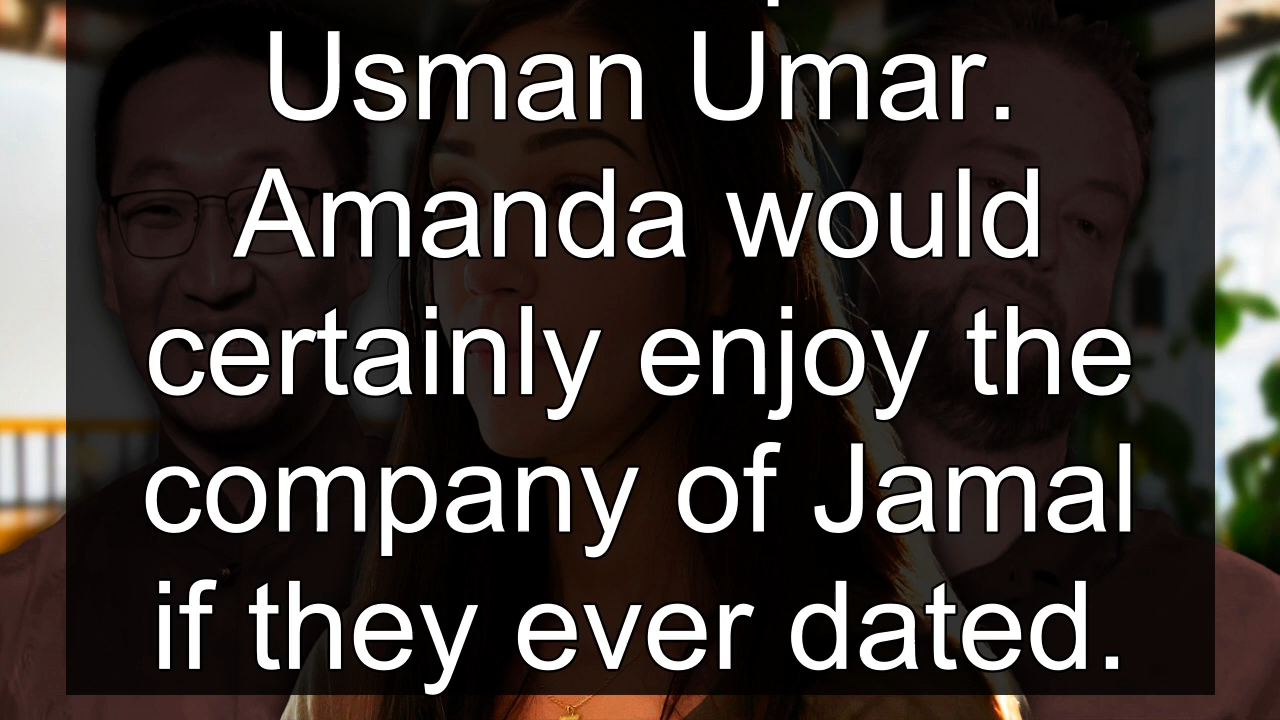 Usman Umar.
Amanda would
certainly enjoy the
company of Jamal
if they ever dated.